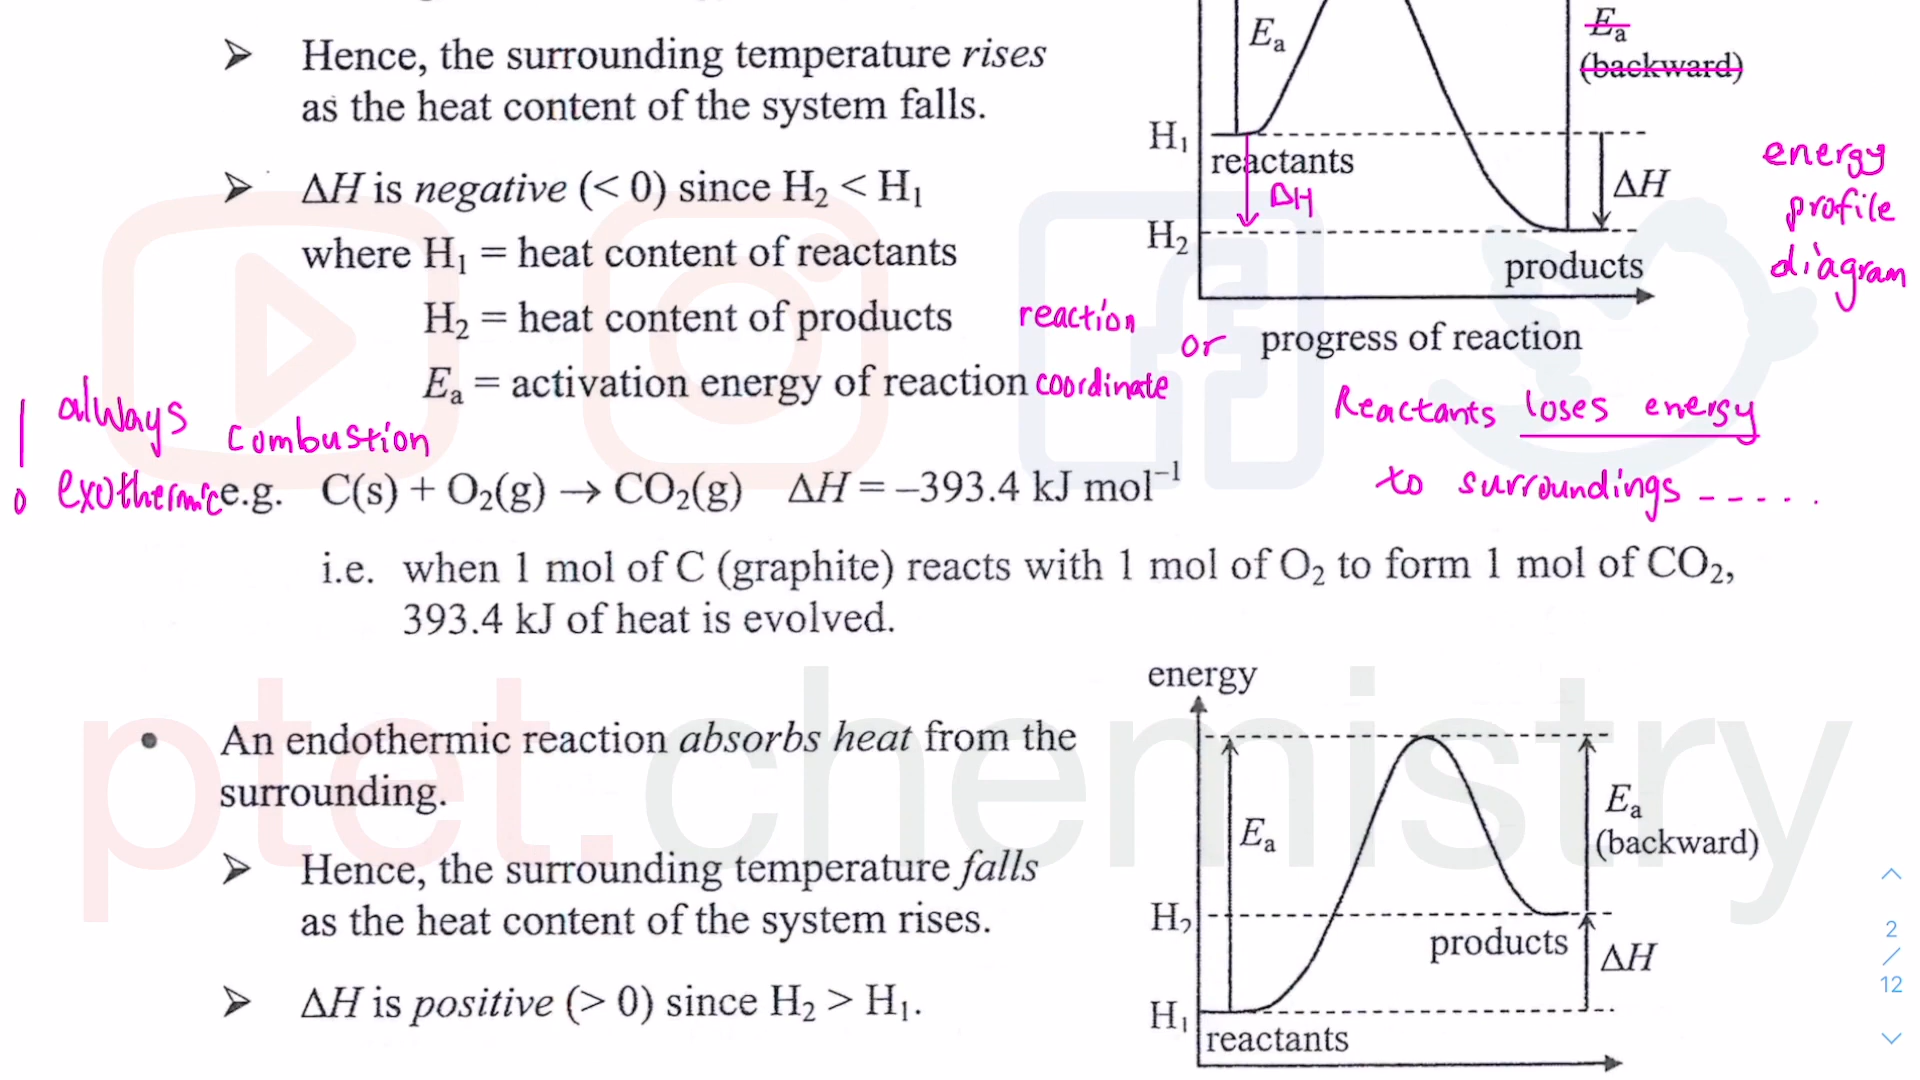 Hence, the surrounding temperature rises
as the heat content of the system falls.
Ea
Ea
(backward)
H1
reactants
ΔH
ΔH
H2
products
progress of reaction
energy
profile
diagram
➢ ΔH is negative (< 0) since H2 < H1
where H1 = heat content of reactants
H2 = heat content of products
Ea = activation energy of reaction
reaction
coordinate
or
Reactants loses energy
to surroundings - - - - .
always
exothermic
combustion
e.g. C(s) + O2(g) → CO2(g) ΔH = –393.4 kJ mol–1
i.e. when 1 mol of C (graphite) reacts with 1 mol of O2 to form 1 mol of CO2,
393.4 kJ of heat is evolved.
ptet.chemistry
• An endothermic reaction absorbs heat from the
surrounding.
➢ Hence, the surrounding temperature falls
as the heat content of the system rises.
➢ ΔH is positive (> 0) since H2 > H1.
energy
Ea
Ea
(backward)
H2
products
ΔH
H1
reactants
2
/
12